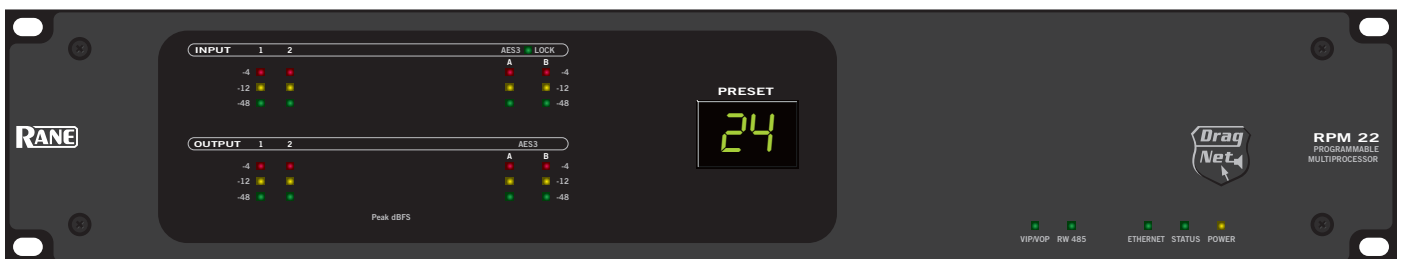 INPUT 1 2 AES3 LOCK
A B
-4 -4
-12 -12
-48 -48
PRESET
24
RANE
OUTPUT 1 2 AES3
A B
-4 -4
-12 -12
-48 -48
Peak dBFS
Drag
Net
RPM 22
PROGRAMMABLE
MULTIPROCESSOR
VIP/VOP RW 485 ETHERNET STATUS POWER